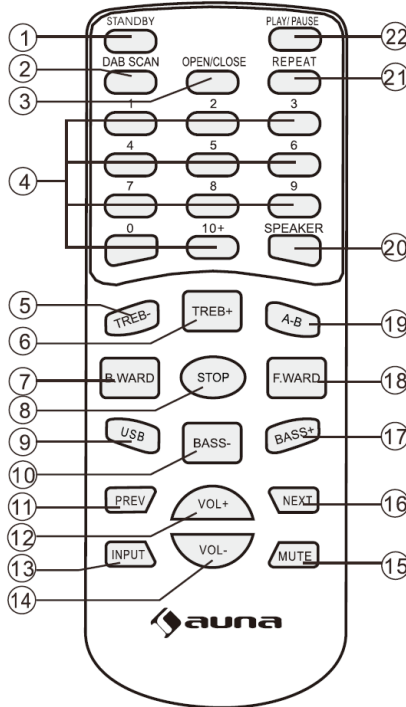 STANDBY PLAY/PAUSE
1 22
2 DAB SCAN OPEN/CLOSE REPEAT 21
3
1 2 3
4 5 6
4
7 8 9
0 10+ SPEAKER
20
5 TREB- TREB+ A-B 19
6
7 B.WARD STOP F.WARD 18
8
9 USB BASS- BASS+ 17
10
11 PREV VOL+ NEXT 16
12
13 INPUT VOL- MUTE 15
14
auna